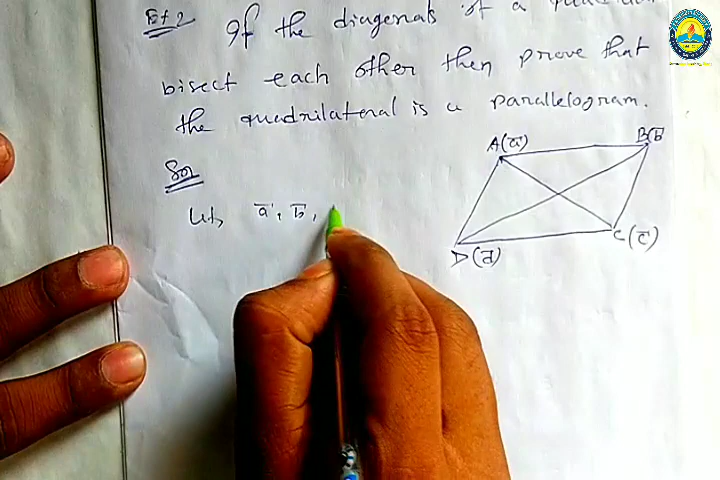 Ex 2 If the diagonals of a
bisect each other then prove that
the quadrilateral is a parallelogram.
Sol
A(a̅) B(b̅
Let, a̅, b̅,
D(d̅) C(c̅)